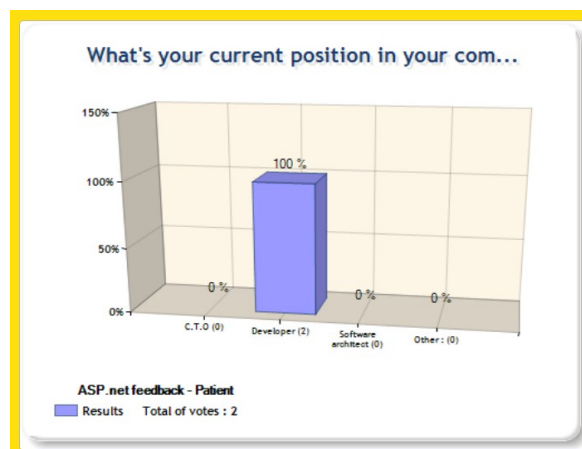 What's your current position in your com...
150%
100%
50%
0%
100 %
0 %
0 %
0 %
C.T.O (0)
Developer (2)
Software
architect (0)
Other : (0)
ASP.net feedback - Patient
Results Total of votes : 2